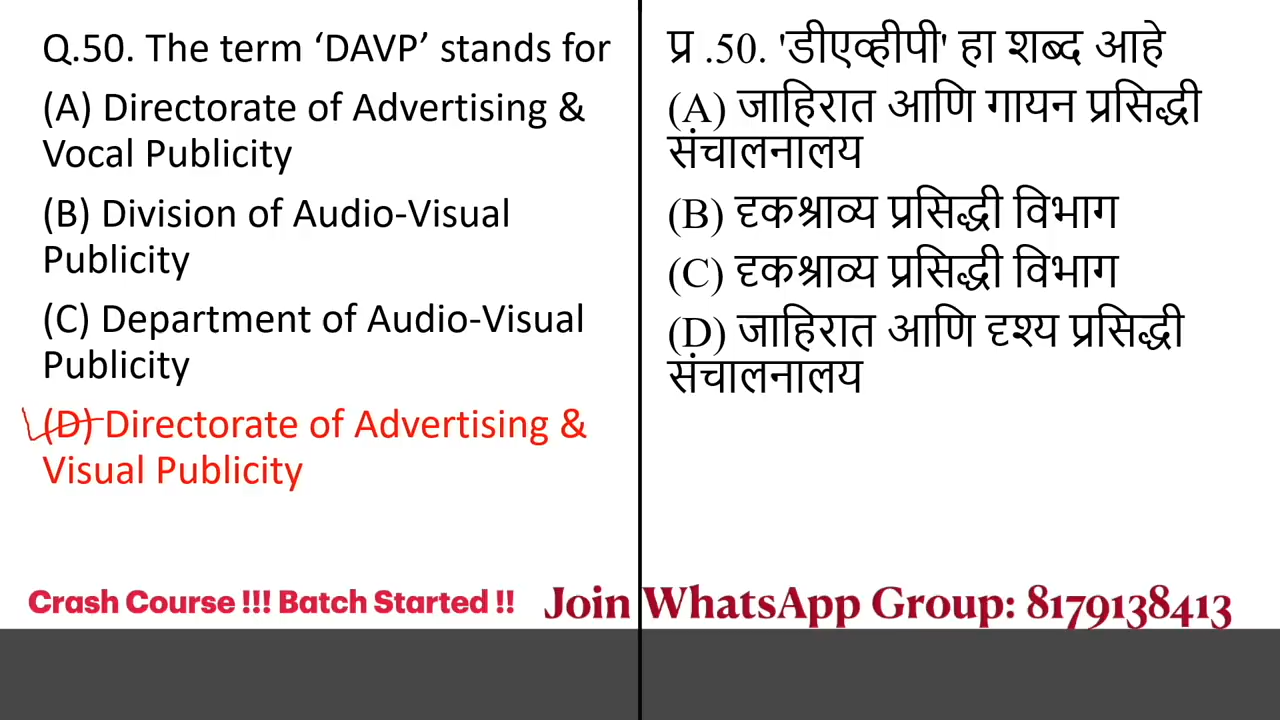 Q.50. The term ‘DAVP’ stands for
(A) Directorate of Advertising &
Vocal Publicity
(B) Division of Audio-Visual
Publicity
(C) Department of Audio-Visual
Publicity
(D) Directorate of Advertising &
Visual Publicity
प्र .50. 'डीएव्हीपी' हा शब्द आहे
(A) जाहिरात आणि गायन प्रसिद्धी
संचालनालय
(B) दृकश्राव्य प्रसिद्धी विभाग
(C) दृकश्राव्य प्रसिद्धी विभाग
(D) जाहिरात आणि दृश्य प्रसिद्धी
संचालनालय
Crash Course !!! Batch Started !!
Join WhatsApp Group: 8179138413